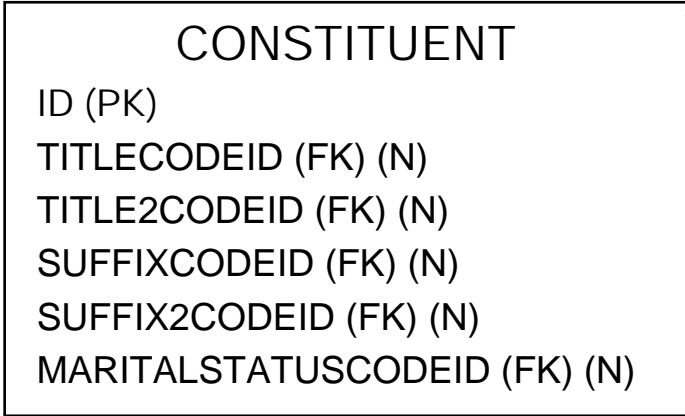 CONSTITUENT
ID (PK)
TITLECODEID (FK) (N)
TITLE2CODEID (FK) (N)
SUFFIXCODEID (FK) (N)
SUFFIX2CODEID (FK) (N)
MARITALSTATUSCODEID (FK) (N)